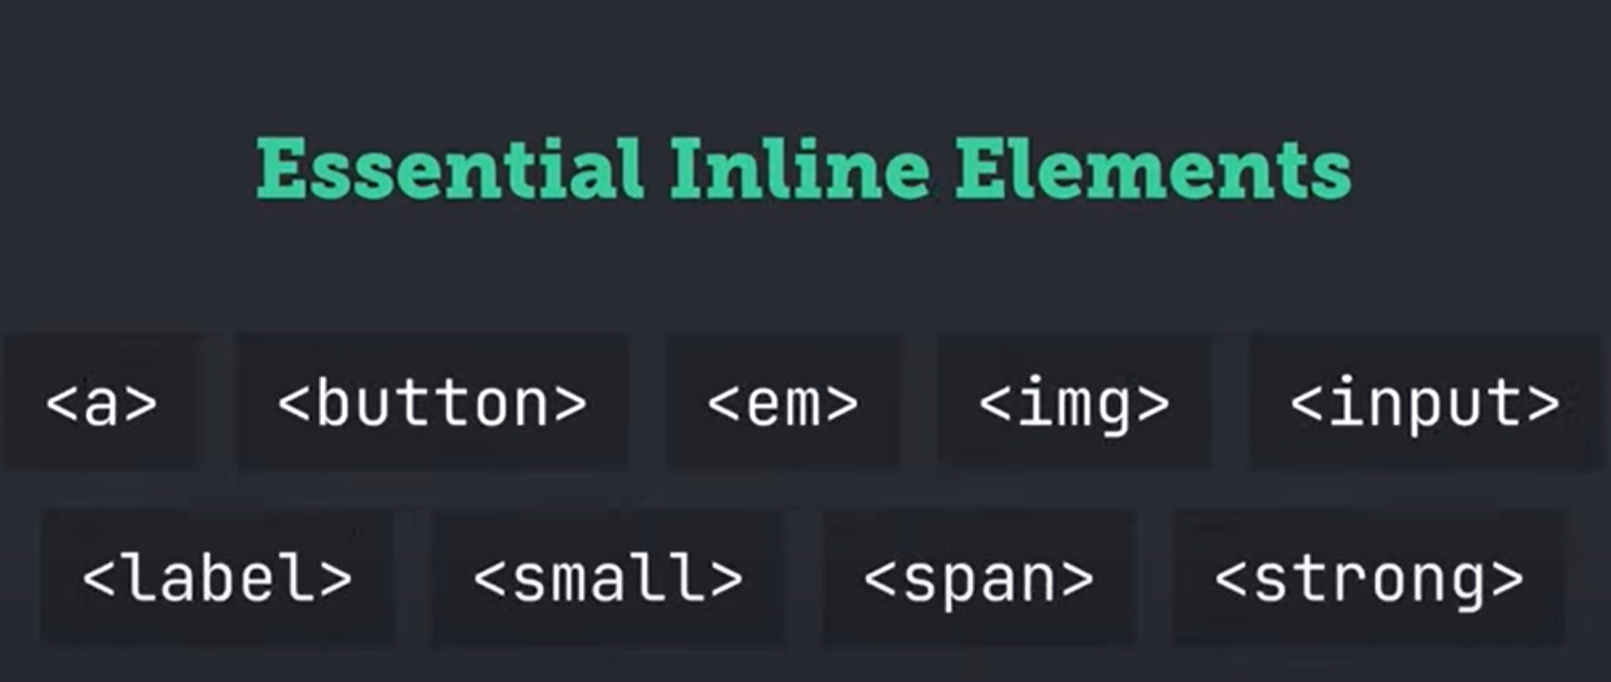 Essential Inline Elements
<a> <button> <em> <img> <input>
<label> <small> <span> <strong>